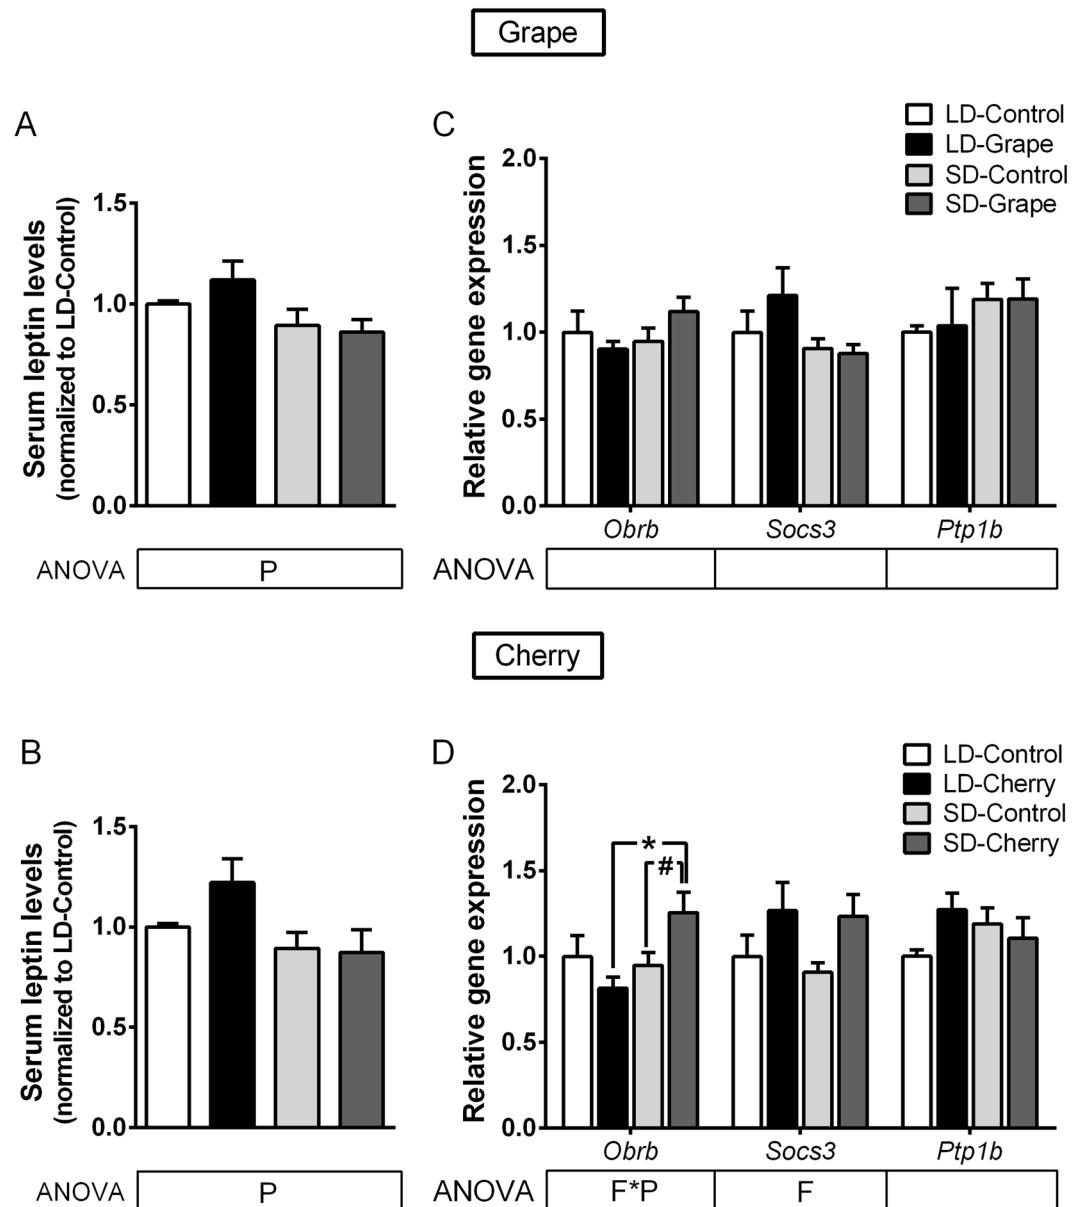 Grape
A
Serum leptin levels
(normalized to LD-Control)
1.5
1.0
0.5
0.0
ANOVA P
C
LD-Control
LD-Grape
SD-Control
SD-Grape
Relative gene expression
2.0
1.5
1.0
0.5
0.0
Obrb Socs3 Ptp1b
ANOVA
Cherry
B
Serum leptin levels
(normalized to LD-Control)
1.5
1.0
0.5
0.0
ANOVA P
D
LD-Control
LD-Cherry
SD-Control
SD-Cherry
Relative gene expression
2.0
1.5
1.0
0.5
0.0
*
#
Obrb Socs3 Ptp1b
ANOVA F*P F